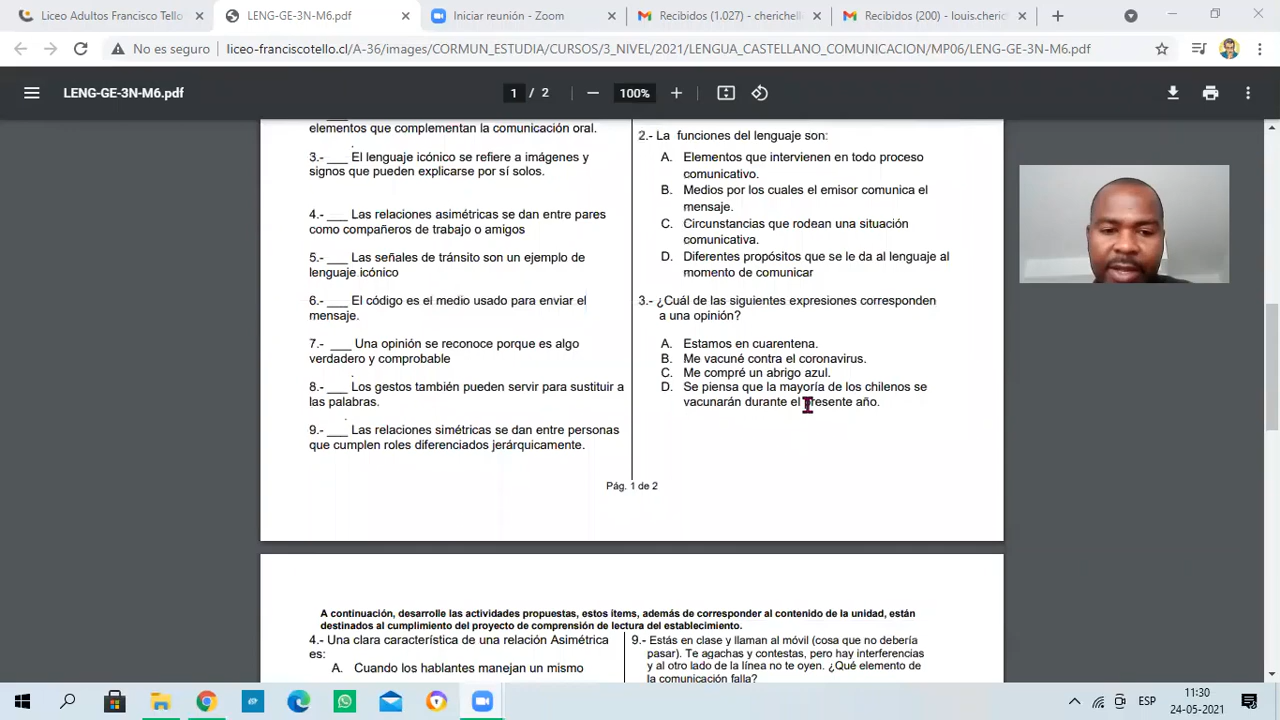 Liceo Adultos Francisco Tello
LENG-GE-3N-M6.pdf
Iniciar reunión - Zoom
Recibidos (1.027) - cherichel
Recibidos (200) - louis.cheric
No es seguro
liceo-franciscotello.cl/A-36/images/CORMUN_ESTUDIA/CURSOS/3_NIVEL/2021/LENGUA_CASTELLANO_COMUNICACION/MP06/LENG-GE-3N-M6.pdf
LENG-GE-3N-M6.pdf
1 / 2
100%
elementos que complementan la comunicación oral.
3.- ___ El lenguaje icónico se refiere a imágenes y
signos que pueden explicarse por sí solos.
4.- ___ Las relaciones asimétricas se dan entre pares
como compañeros de trabajo o amigos
5.- ___ Las señales de tránsito son un ejemplo de
lenguaje icónico
6.- ___ El código es el medio usado para enviar el
mensaje.
7.- ___ Una opinión se reconoce porque es algo
verdadero y comprobable
8.- ___ Los gestos también pueden servir para sustituir a
las palabras.
9.- ___ Las relaciones simétricas se dan entre personas
que cumplen roles diferenciados jerárquicamente.
2.- La funciones del lenguaje son:
A. Elementos que intervienen en todo proceso
comunicativo.
B. Medios por los cuales el emisor comunica el
mensaje.
C. Circunstancias que rodean una situación
comunicativa.
D. Diferentes propósitos que se le da al lenguaje al
momento de comunicar
3.- ¿Cuál de las siguientes expresiones corresponden
a una opinión?
A. Estamos en cuarentena.
B. Me vacuné contra el coronavirus.
C. Me compré un abrigo azul.
D. Se piensa que la mayoría de los chilenos se
vacunarán durante el presente año.
Pág. 1 de 2
A continuación, desarrolle las actividades propuestas, estos items, además de corresponder al contenido de la unidad, están
destinados al cumplimiento del proyecto de comprensión de lectura del establecimiento.
4.- Una clara característica de una relación Asimétrica
es:
A. Cuando los hablantes manejan un mismo
9.- Estás en clase y llaman al móvil (cosa que no debería
pasar). Te agachas y contestas, pero hay interferencias
y al otro lado de la línea no te oyen. ¿Qué elemento de
la comunicación falla?
ESP
11:30
24-05-2021